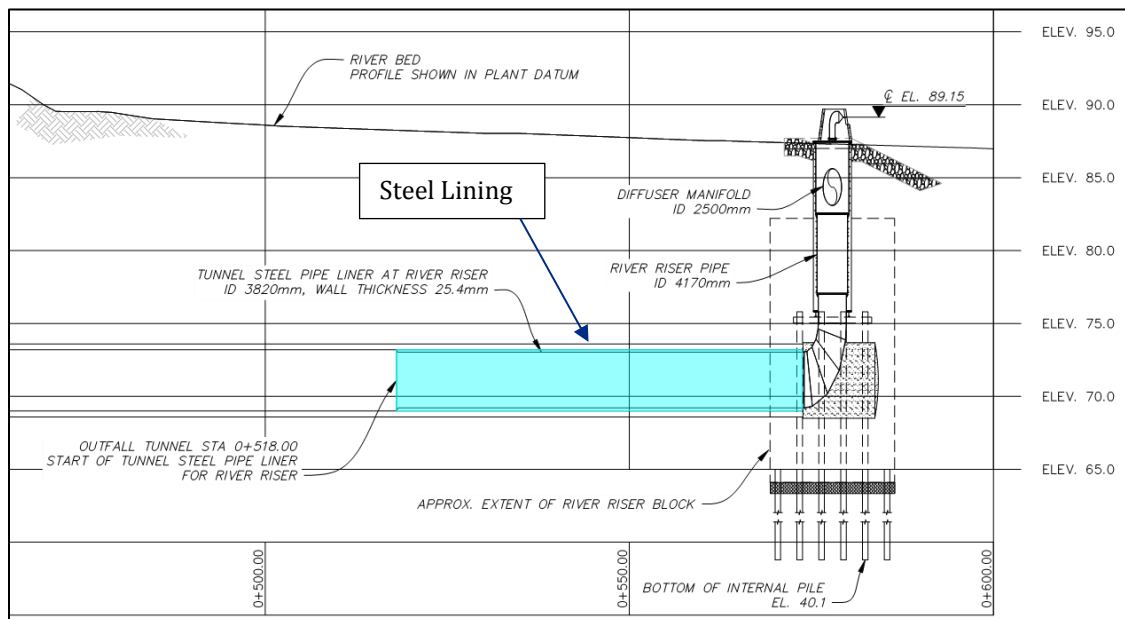 ELEV. 95.0
RIVER BED
PROFILE SHOWN IN PLANT DATUM
℄ EL. 89.15
ELEV. 90.0
Steel Lining
DIFFUSER MANIFOLD
ID 2500mm
ELEV. 85.0
ELEV. 80.0
TUNNEL STEEL PIPE LINER AT RIVER RISER
ID 3820mm, WALL THICKNESS 25.4mm
RIVER RISER PIPE
ID 4170mm
ELEV. 75.0
ELEV. 70.0
OUTFALL TUNNEL STA 0+518.00
START OF TUNNEL STEEL PIPE LINER
FOR RIVER RISER
ELEV. 65.0
APPROX. EXTENT OF RIVER RISER BLOCK
0+500.00
0+550.00
BOTTOM OF INTERNAL PILE
EL. 40.1
0+600.00